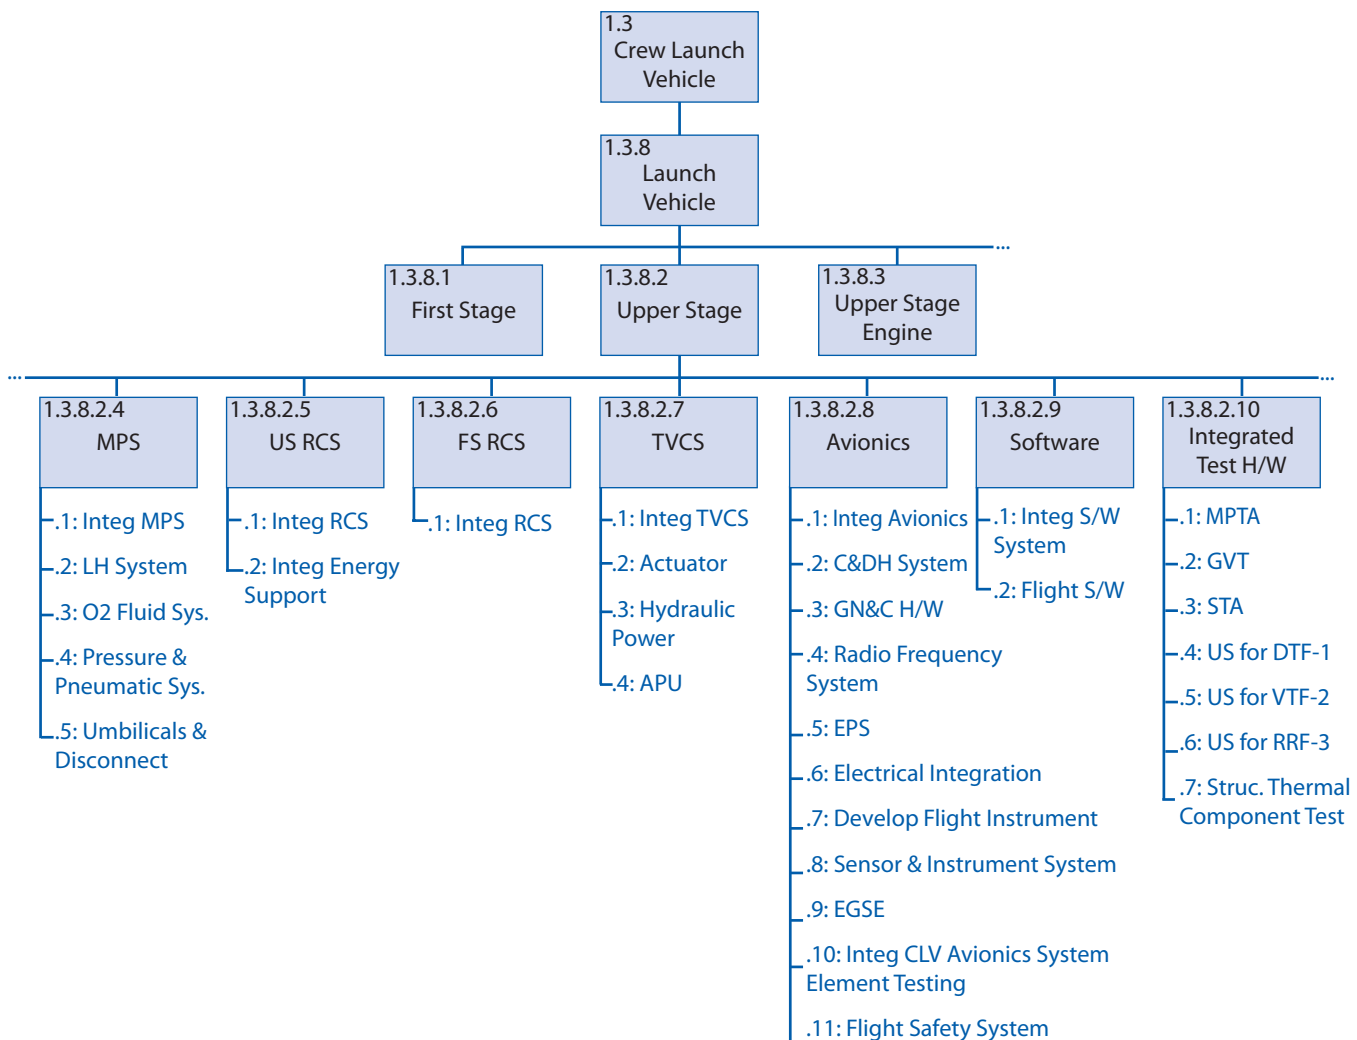 1.3
Crew Launch
Vehicle
1.3.8
Launch
Vehicle
...
1.3.8.1
First Stage
1.3.8.2
Upper Stage
1.3.8.3
Upper Stage
Engine
...
...
1.3.8.2.4
MPS
.1: Integ MPS
.2: LH System
.3: O2 Fluid Sys.
.4: Pressure &
Pneumatic Sys.
.5: Umbilicals &
Disconnect
1.3.8.2.5
US RCS
.1: Integ RCS
.2: Integ Energy
Support
1.3.8.2.6
FS RCS
.1: Integ RCS
1.3.8.2.7
TVCS
.1: Integ TVCS
.2: Actuator
.3: Hydraulic
Power
.4: APU
1.3.8.2.8
Avionics
.1: Integ Avionics
.2: C&DH System
.3: GN&C H/W
.4: Radio Frequency
System
.5: EPS
.6: Electrical Integration
.7: Develop Flight Instrument
.8: Sensor & Instrument System
.9: EGSE
.10: Integ CLV Avionics System
Element Testing
.11: Flight Safety System
1.3.8.2.9
Software
.1: Integ S/W
System
.2: Flight S/W
1.3.8.2.10
Integrated
Test H/W
.1: MPTA
.2: GVT
.3: STA
.4: US for DTF-1
.5: US for VTF-2
.6: US for RRF-3
.7: Struc. Thermal
Component Test